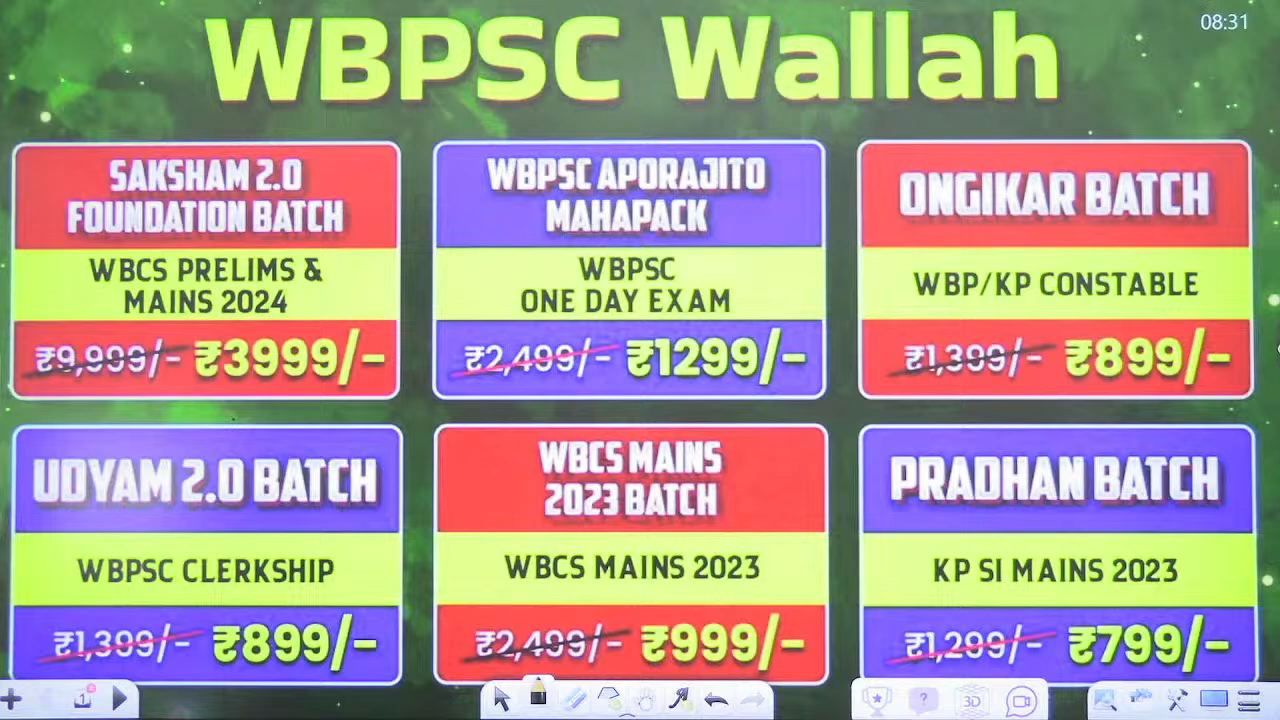 WBPSC Wallah
08:31
SAKSHAM 2.0
FOUNDATION BATCH
WBCS PRELIMS &
MAINS 2024
₹9,999/- ₹3999/-
WBPSC APORAJITO
MAHAPACK
WBPSC
ONE DAY EXAM
₹2,499/- ₹1299/-
ONGIKAR BATCH
WBP/KP CONSTABLE
₹1,399/- ₹899/-
UDYAM 2.0 BATCH
WBPSC CLERKSHIP
₹1,399/- ₹899/-
WBCS MAINS
2023 BATCH
WBCS MAINS 2023
₹2,499/- ₹999/-
PRADHAN BATCH
KP SI MAINS 2023
₹1,299/- ₹799/-
?
3D